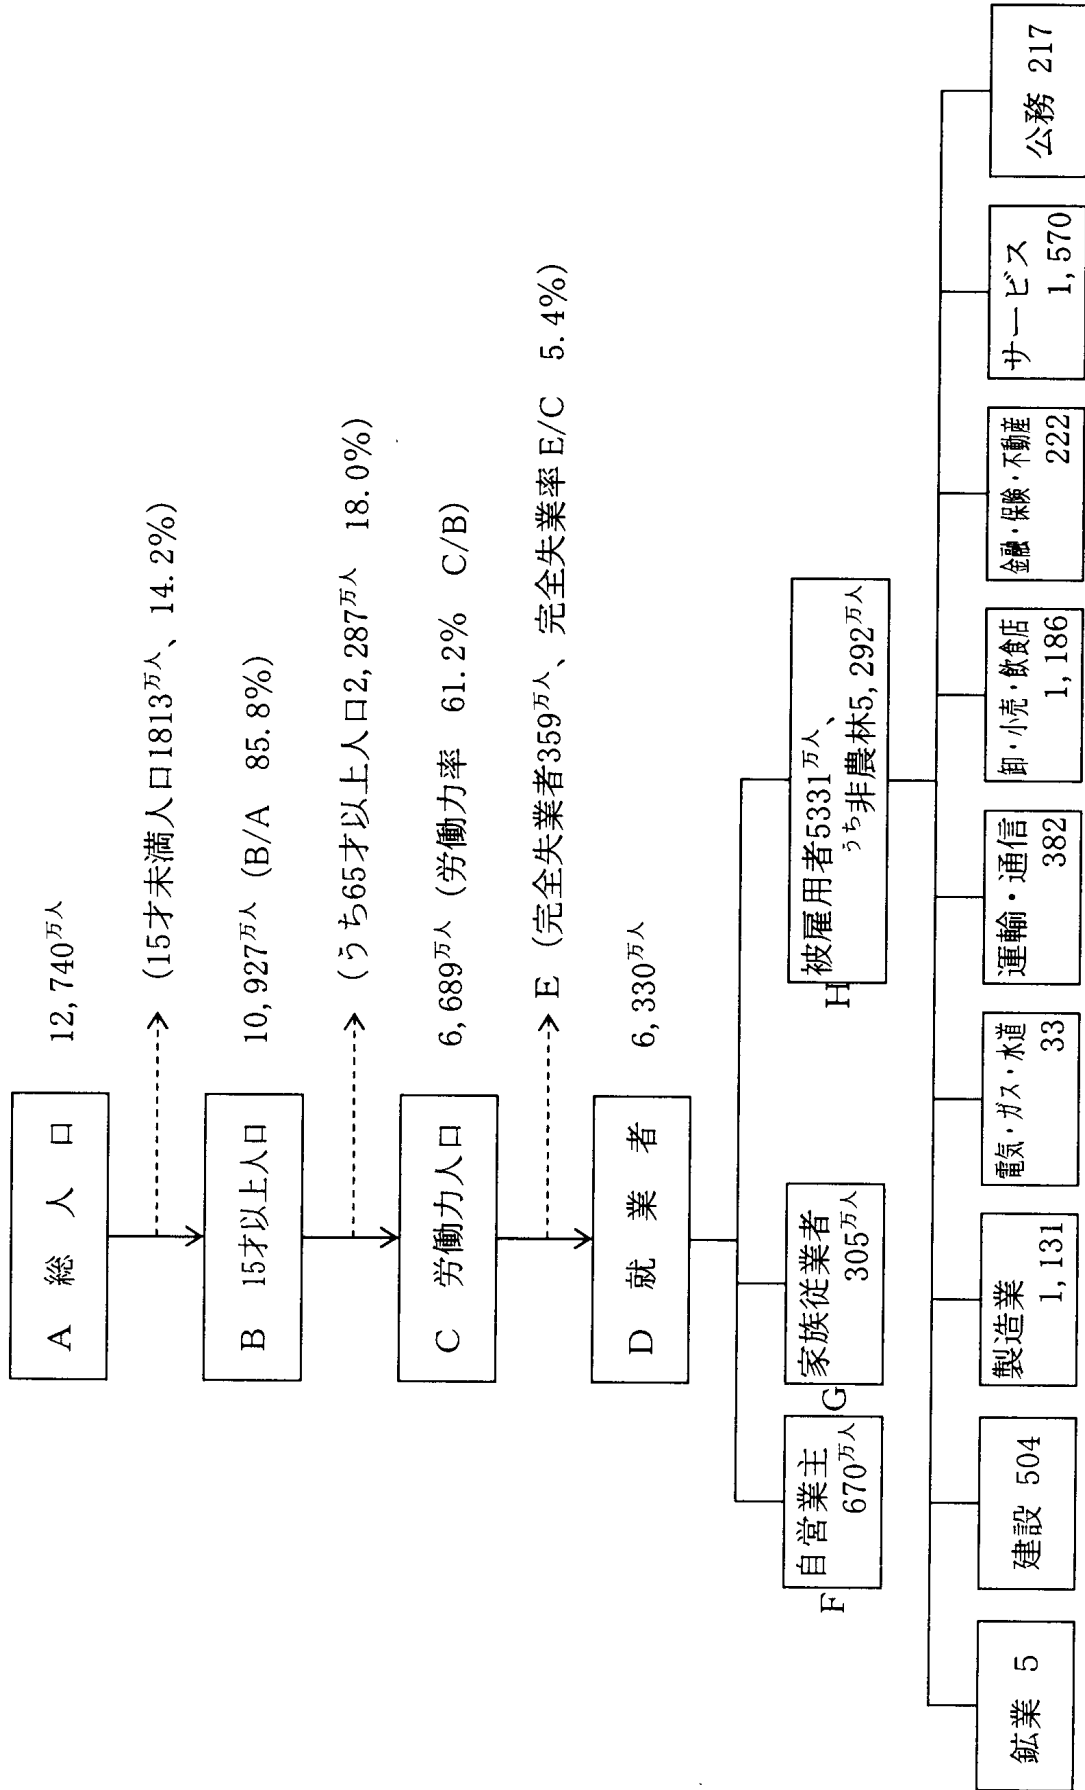 A 総人口 12,740万人
(15才未満人口1813万人、14.2%)
B 15才以上人口 10,927万人 (B/A 85.8%)
(うち65才以上人口2,287万人 18.0%)
C 労働力人口 6,689万人 (労働力率 61.2% C/B)
E (完全失業者359万人、完全失業率E/C 5.4%)
D 就業者 6,330万人
F 自営業主
670万人
G 家族従業者
305万人
H 被雇用者5331万人、
うち非農林5,292万人
鉱業 5
建設 504
製造業
1,131
電気・ガス・水道
33
運輸・通信
382
卸・小売・飲食店
1,186
金融・保険・不動産
222
サービス
1,570
公務 217